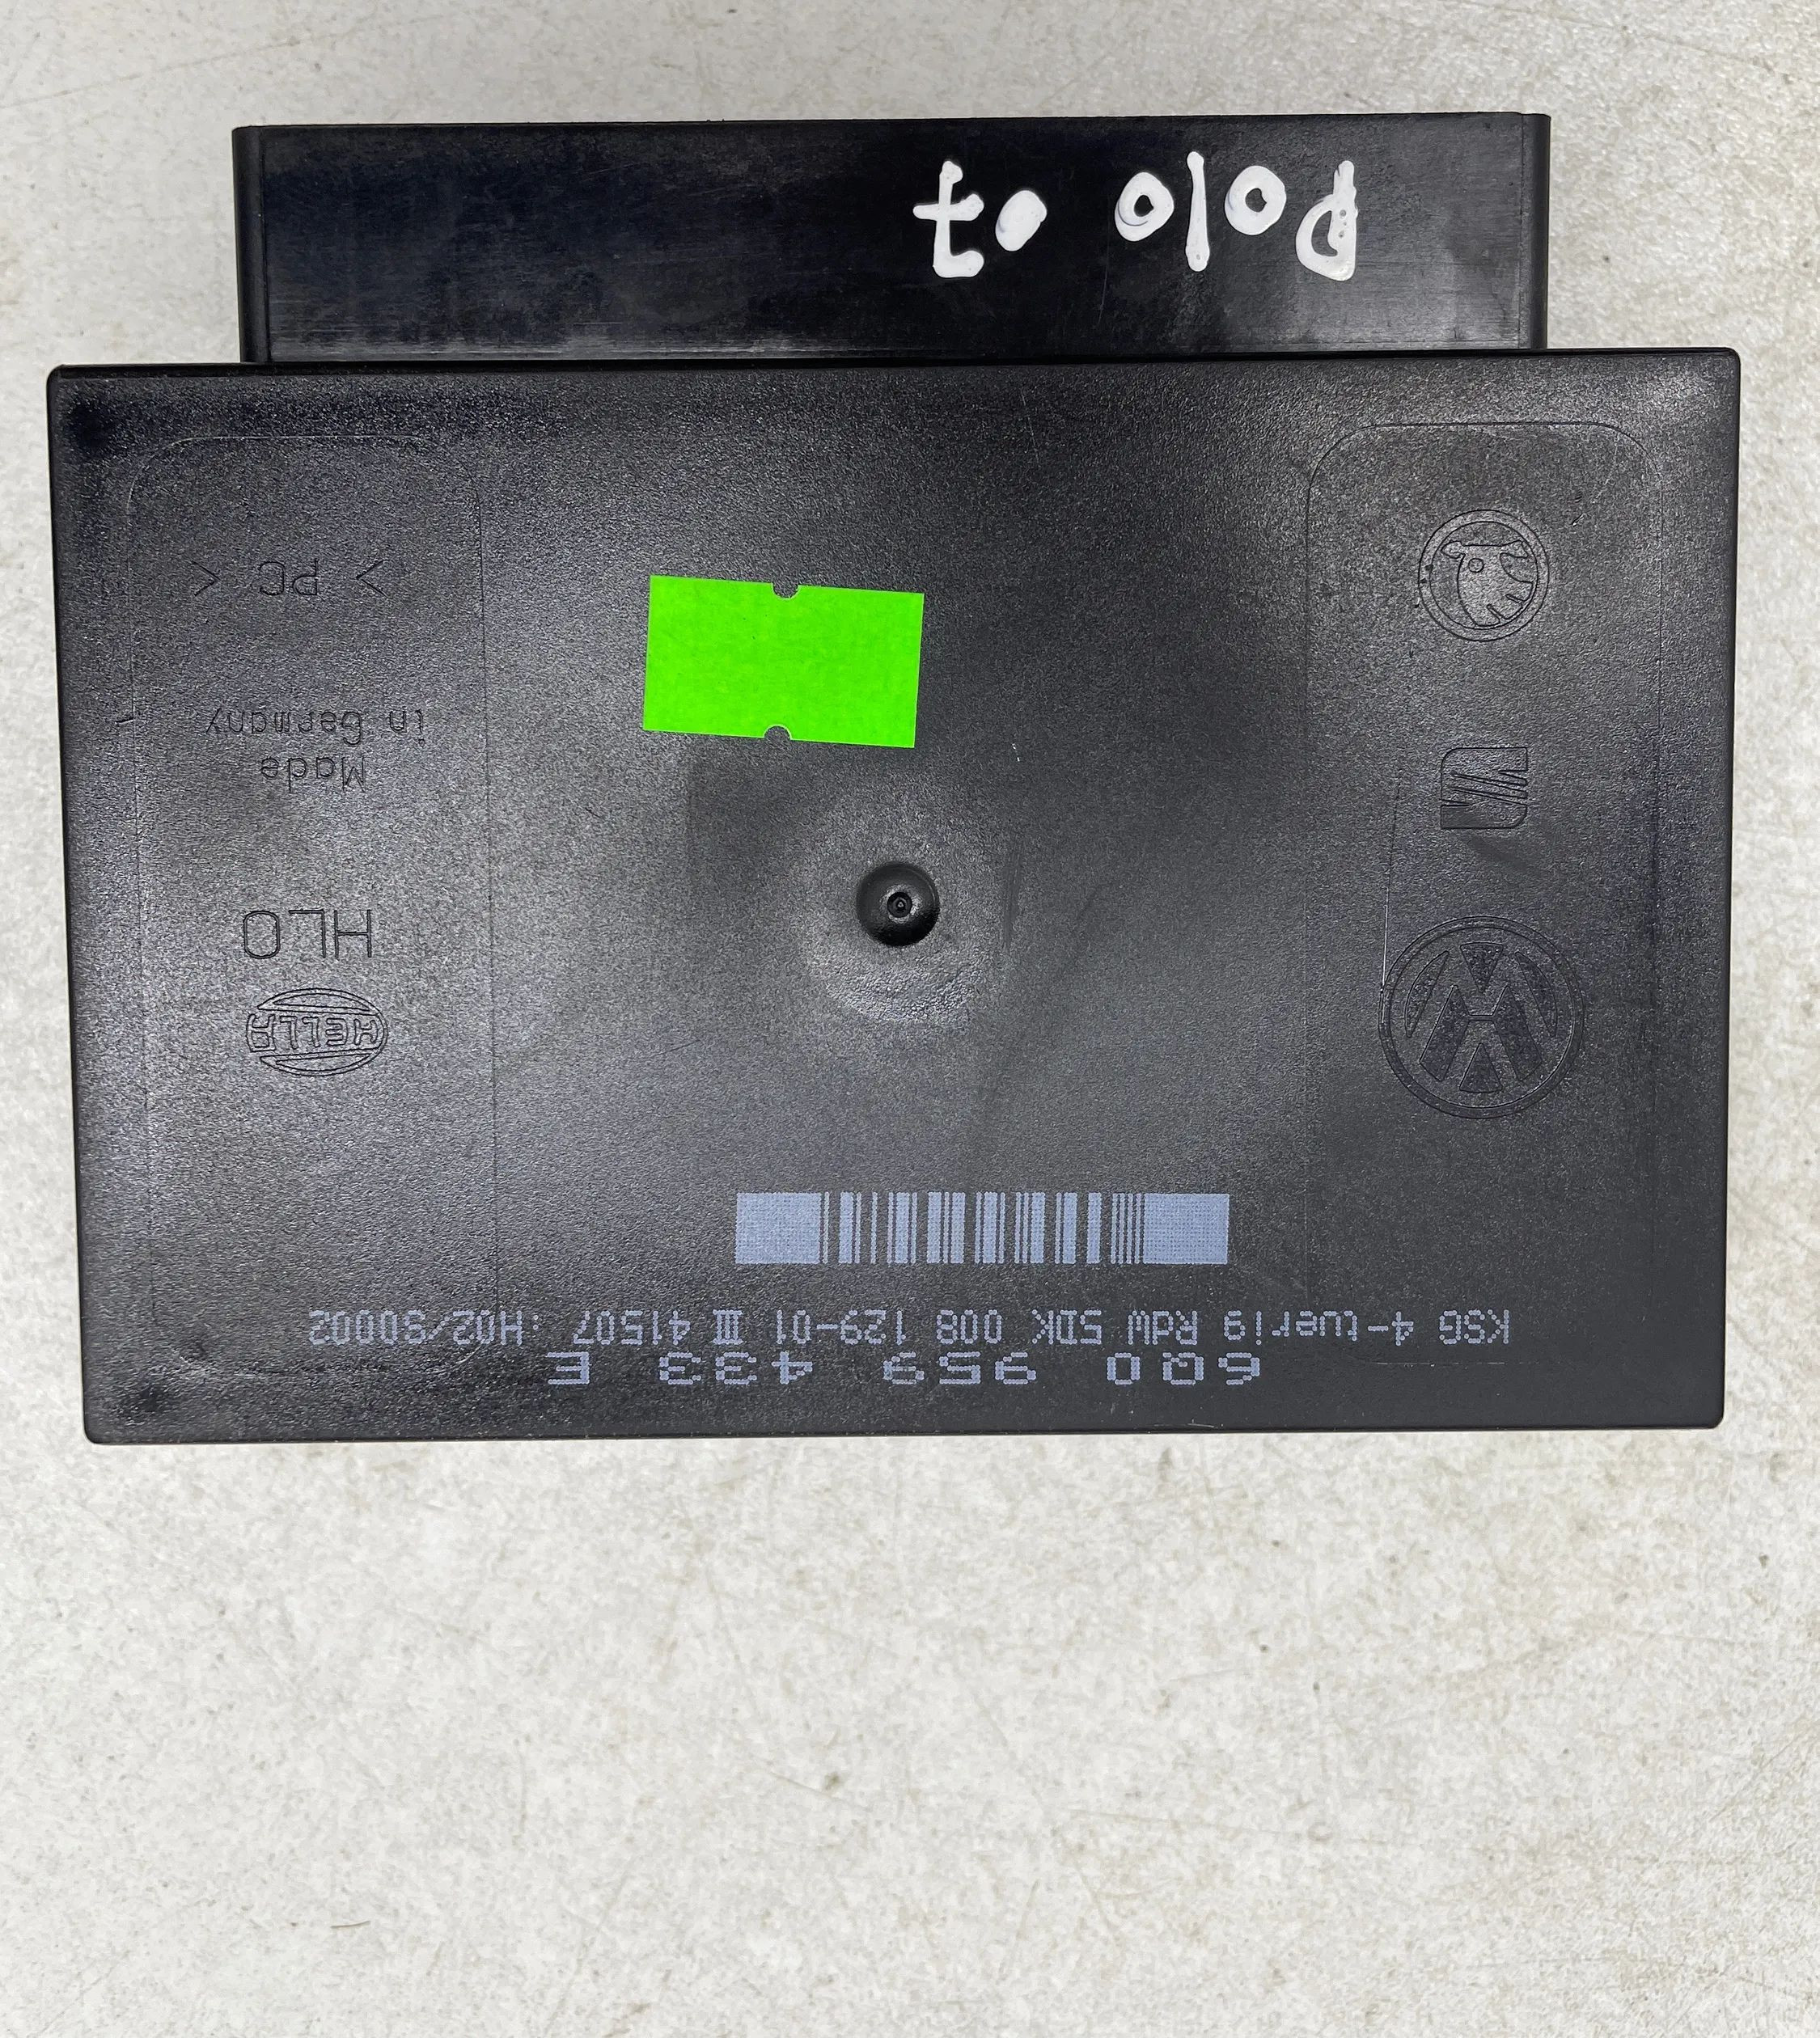 6Q0 959 433 E
KSG 4-tuerig RdW 5DK 008 129-01 III 41507 :H02/S0002
HELLA
HLO
Made
in Germany
> PC <
Polo 07